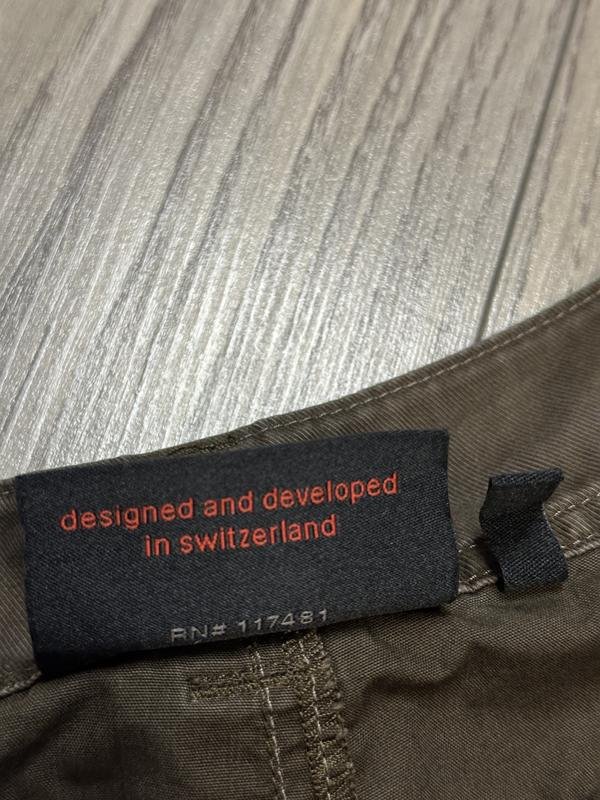 designed and developed
in switzerland
RN# 117481